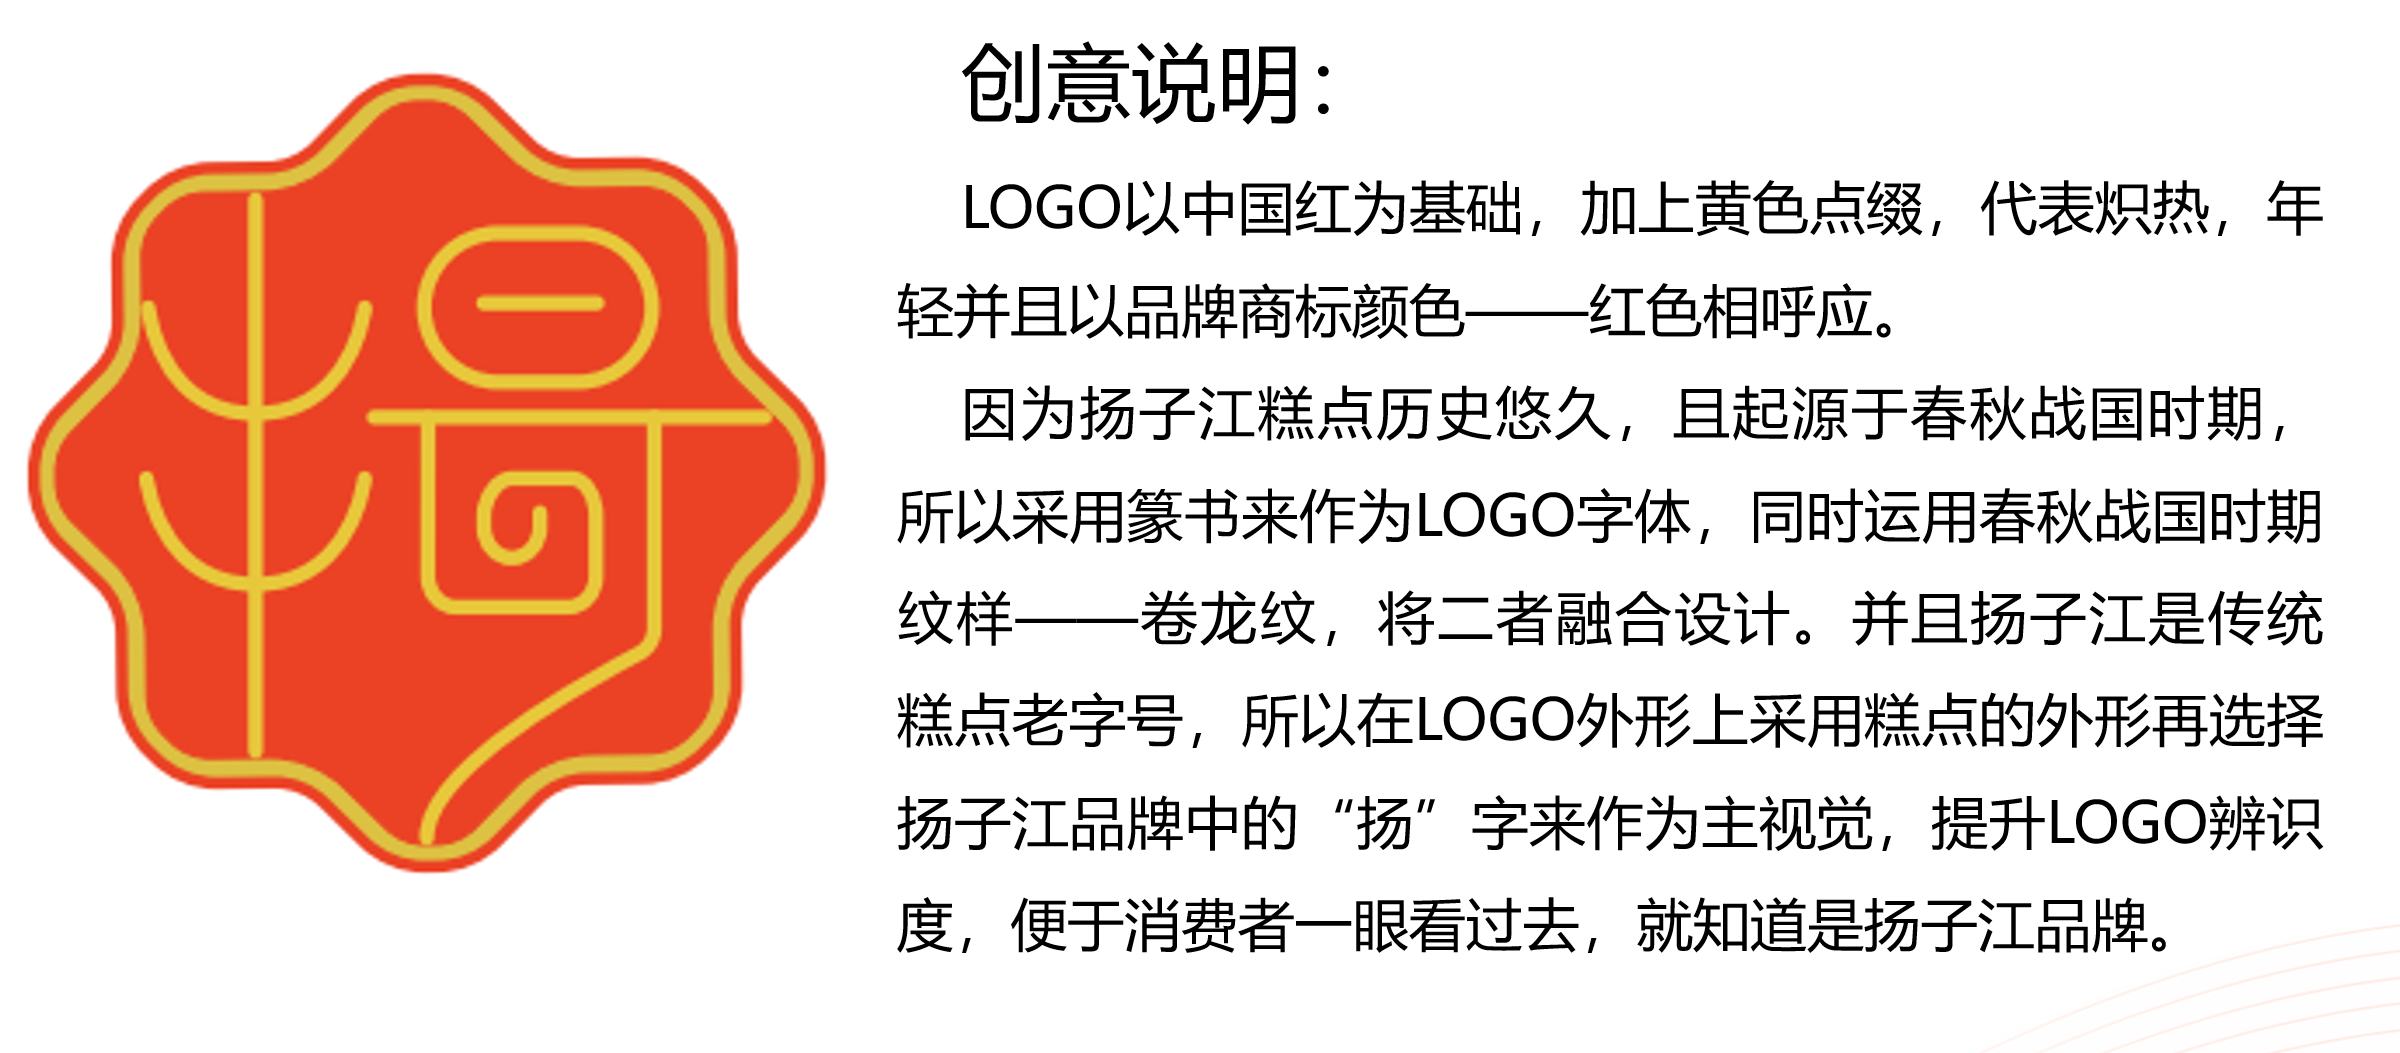 创意说明：
LOGO以中国红为基础，加上黄色点缀，代表炽热，年
轻并且以品牌商标颜色——红色相呼应。
因为扬子江糕点历史悠久，且起源于春秋战国时期，
所以采用篆书来作为LOGO字体，同时运用春秋战国时期
纹样——卷龙纹，将二者融合设计。并且扬子江是传统
糕点老字号，所以在LOGO外形上采用糕点的外形再选择
扬子江品牌中的“扬”字来作为主视觉，提升LOGO辨识
度，便于消费者一眼看过去，就知道是扬子江品牌。